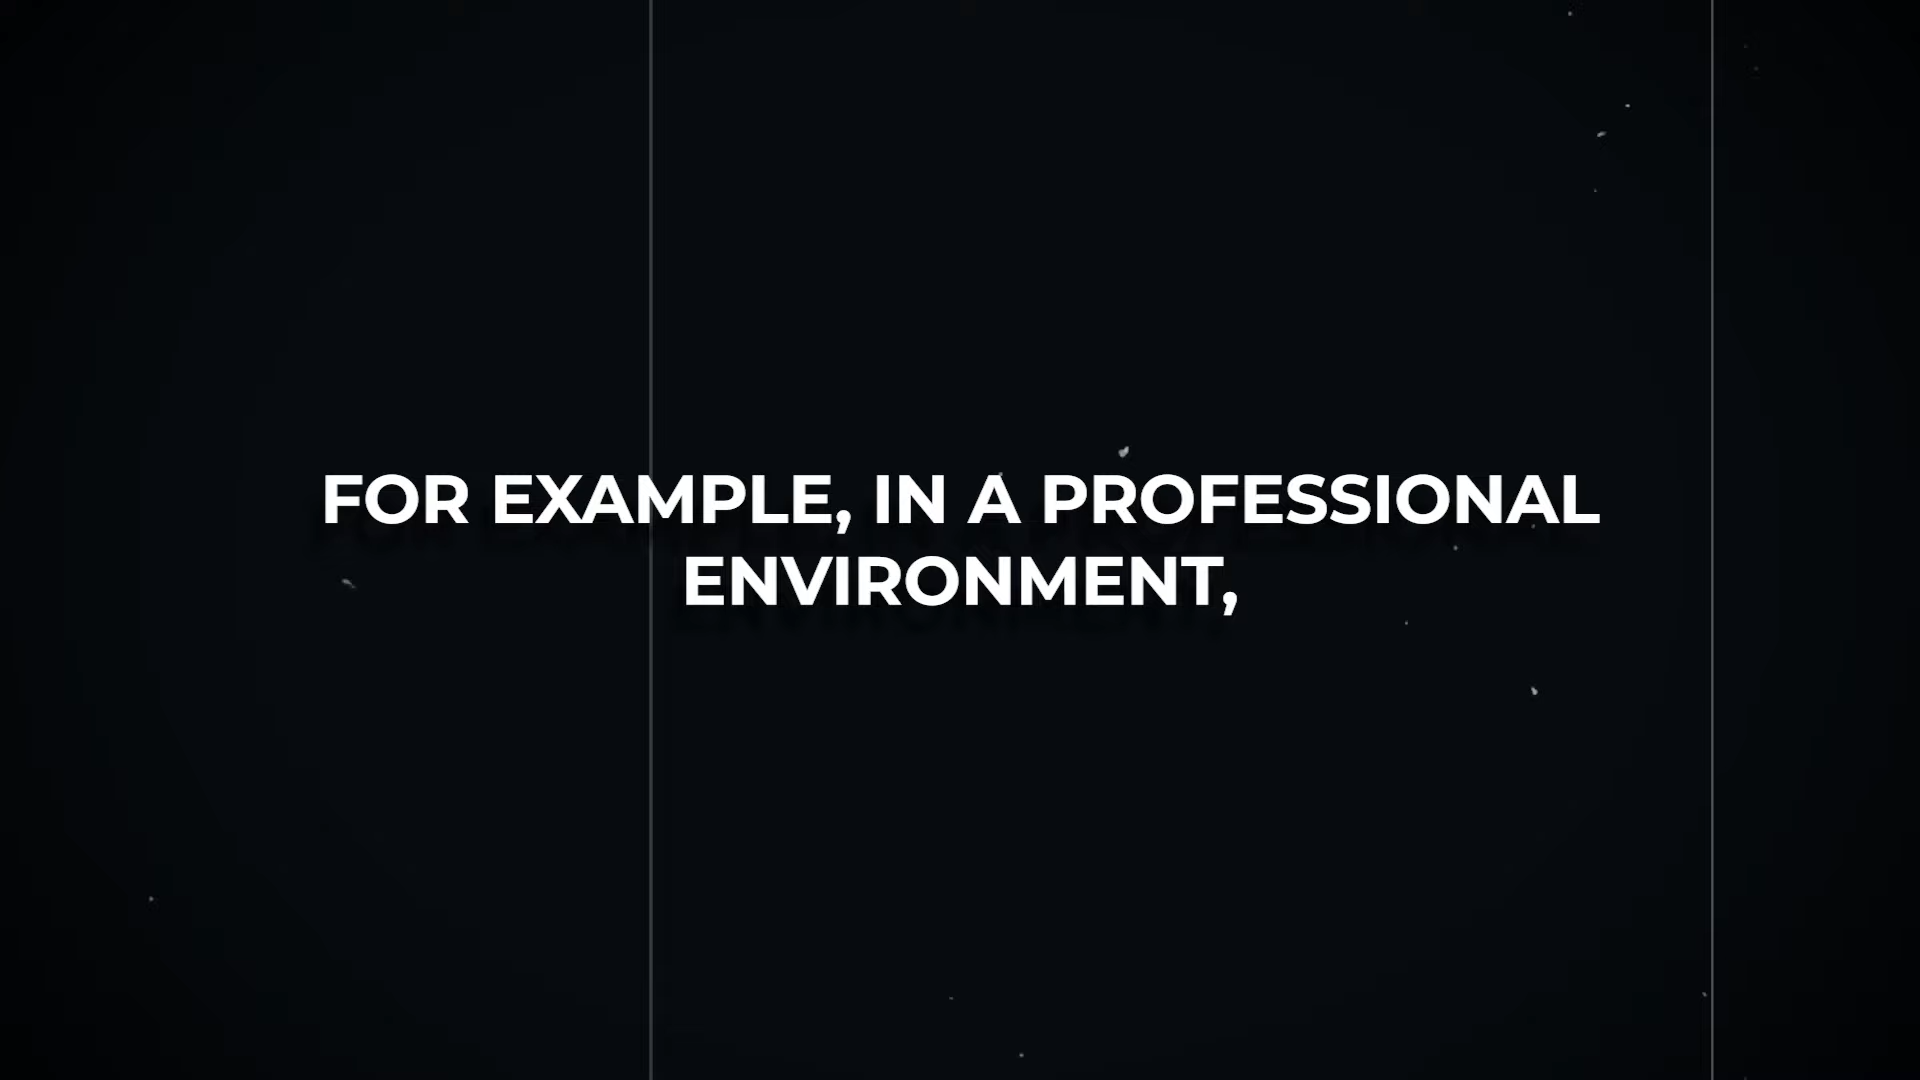 FOR EXAMPLE, IN A PROFESSIONAL
ENVIRONMENT,